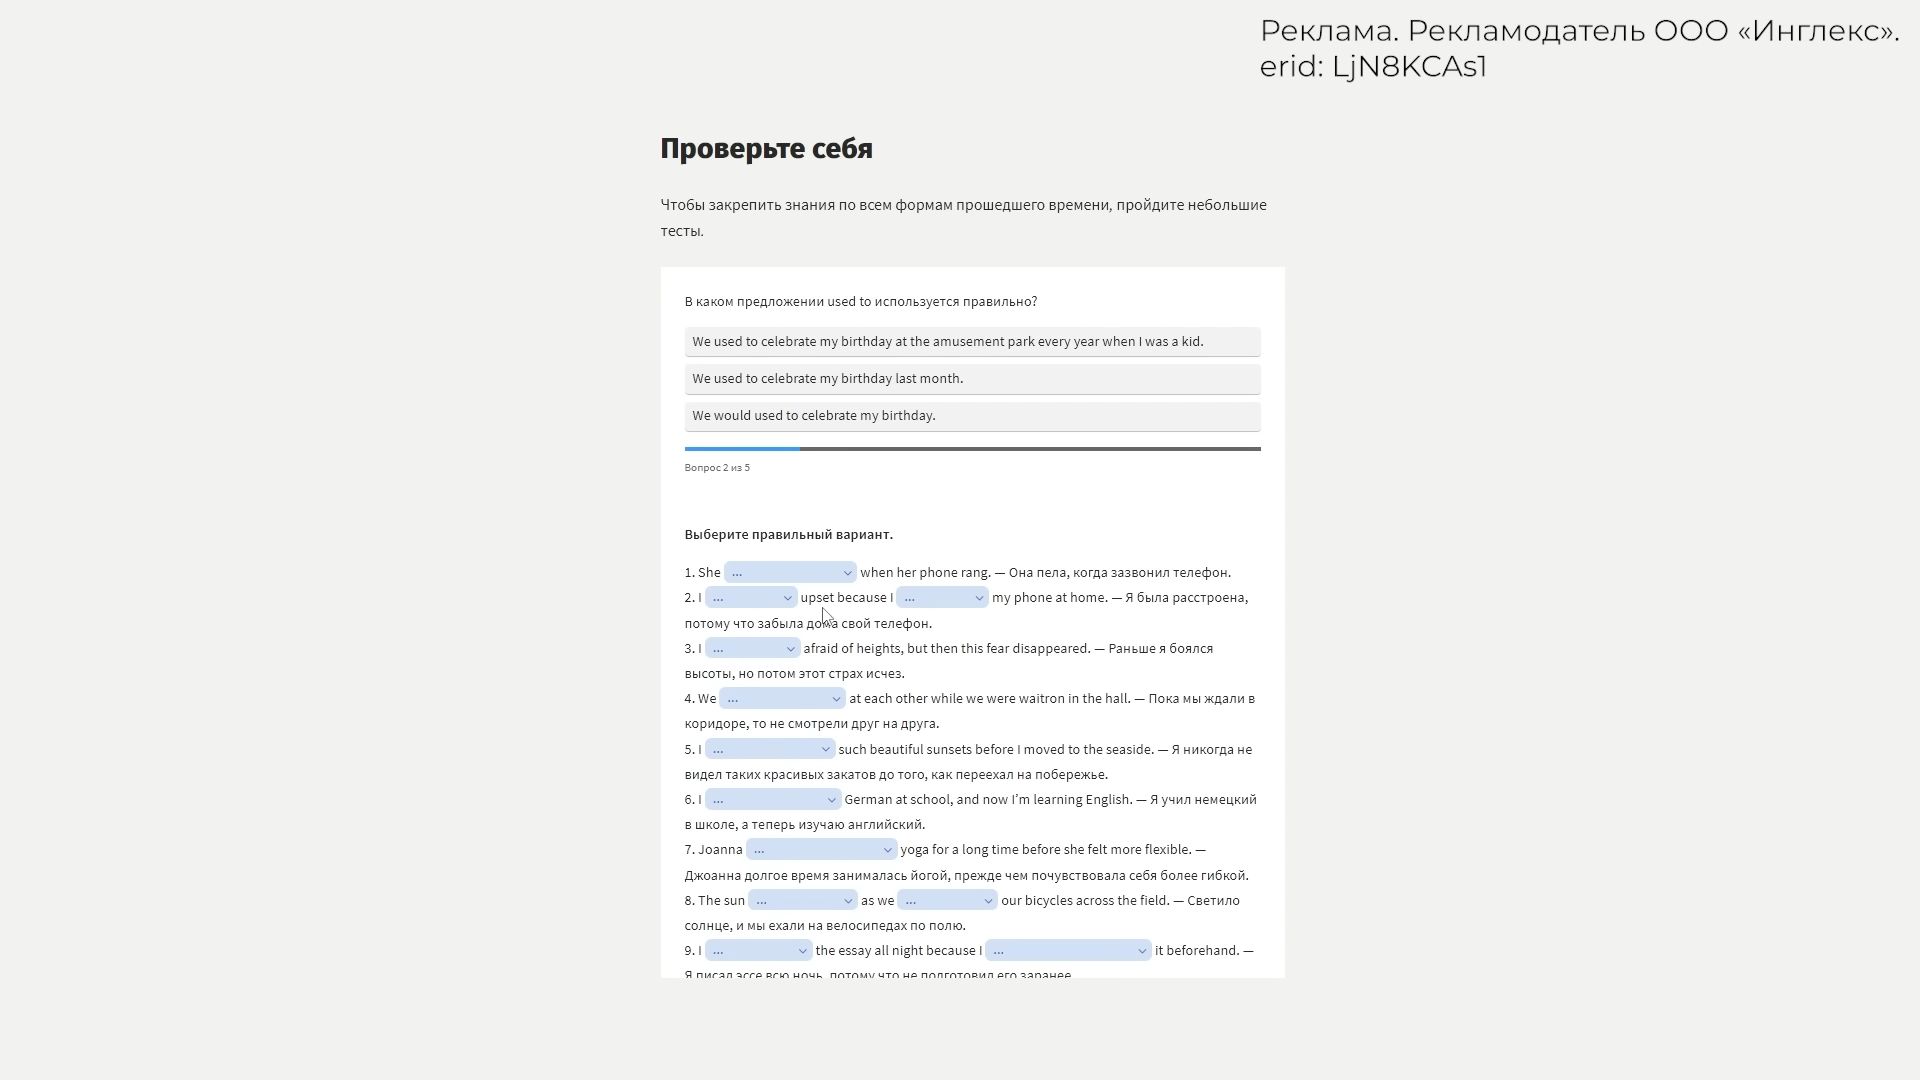 Реклама. Рекламодатель ООО «Инглекс».
erid: LjN8KCAs1
Проверьте себя
Чтобы закрепить знания по всем формам прошедшего времени, пройдите небольшие
тесты.
В каком предложении used to используется правильно?
We used to celebrate my birthday at the amusement park every year when I was a kid.
We used to celebrate my birthday last month.
We would used to celebrate my birthday.
Вопрос 2 из 5
Выберите правильный вариант.
1. She ... when her phone rang. — Она пела, когда зазвонил телефон.
2. I ... upset because I ... my phone at home. — Я была расстроена,
потому что забыла дома свой телефон.
3. I ... afraid of heights, but then this fear disappeared. — Раньше я боялся
высоты, но потом этот страх исчез.
4. We ... at each other while we were waitron in the hall. — Пока мы ждали в
коридоре, то не смотрели друг на друга.
5. I ... such beautiful sunsets before I moved to the seaside. — Я никогда не
видел таких красивых закатов до того, как переехал на побережье.
6. I ... German at school, and now I’m learning English. — Я учил немецкий
в школе, а теперь изучаю английский.
7. Joanna ... yoga for a long time before she felt more flexible. —
Джоанна долгое время занималась йогой, прежде чем почувствовала себя более гибкой.
8. The sun ... as we ... our bicycles across the field. — Светило
солнце, и мы ехали на велосипедах по полю.
9. I ... the essay all night because I ... it beforehand. —
Я писал эссе всю ночь, потому что не подготовил его заранее.